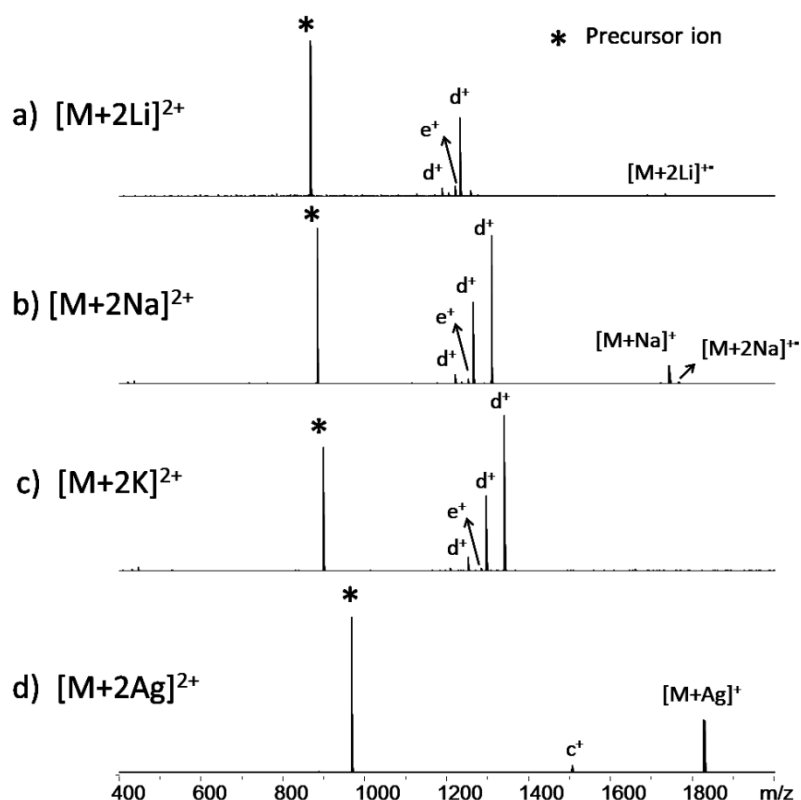 * Precursor ion
*
a) [M+2Li]²⁺
d⁺
e⁺
d⁺
[M+2Li]⁺•
*
b) [M+2Na]²⁺
d⁺
d⁺
e⁺
d⁺
[M+Na]⁺
[M+2Na]⁺•
*
c) [M+2K]²⁺
d⁺
d⁺
e⁺
d⁺
*
d) [M+2Ag]²⁺
[M+Ag]⁺
c⁺
400 600 800 1000 1200 1400 1600 1800 m/z